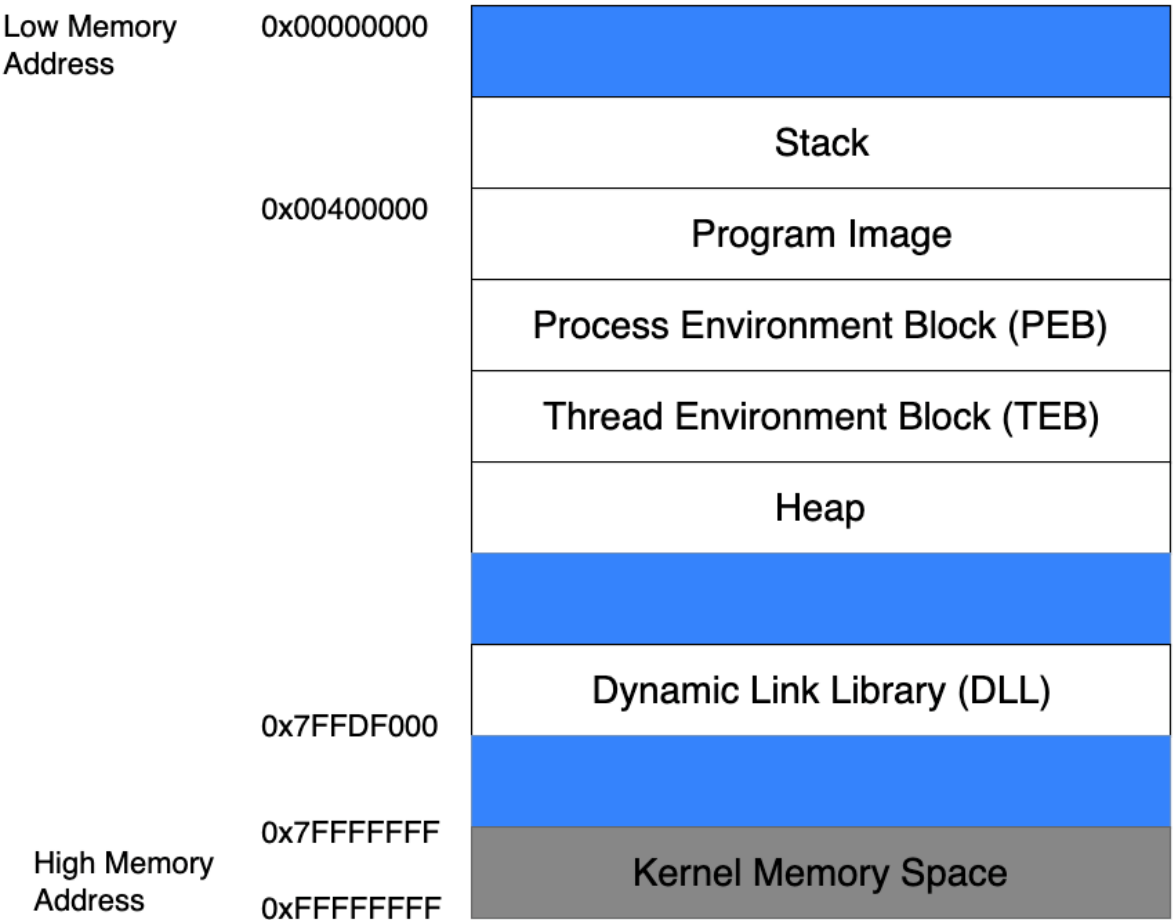 Low Memory
Address
0x00000000
Stack
0x00400000
Program Image
Process Environment Block (PEB)
Thread Environment Block (TEB)
Heap
Dynamic Link Library (DLL)
0x7FFDF000
0x7FFFFFFF
High Memory
Address
Kernel Memory Space
0xFFFFFFFF